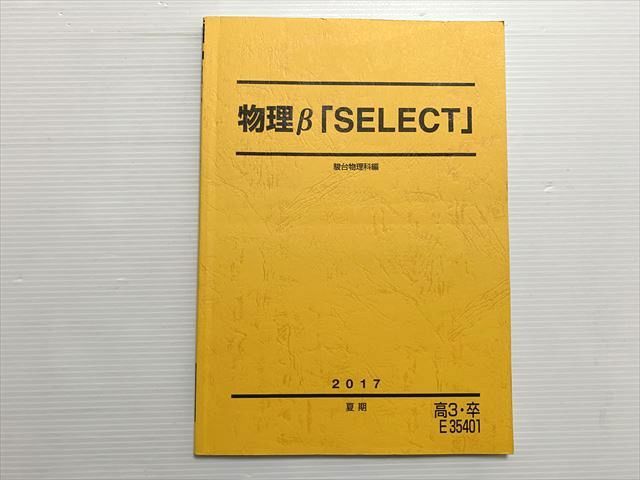 物理β「SELECT」
駿台物理科編
2017
夏期
高3・卒
E35401